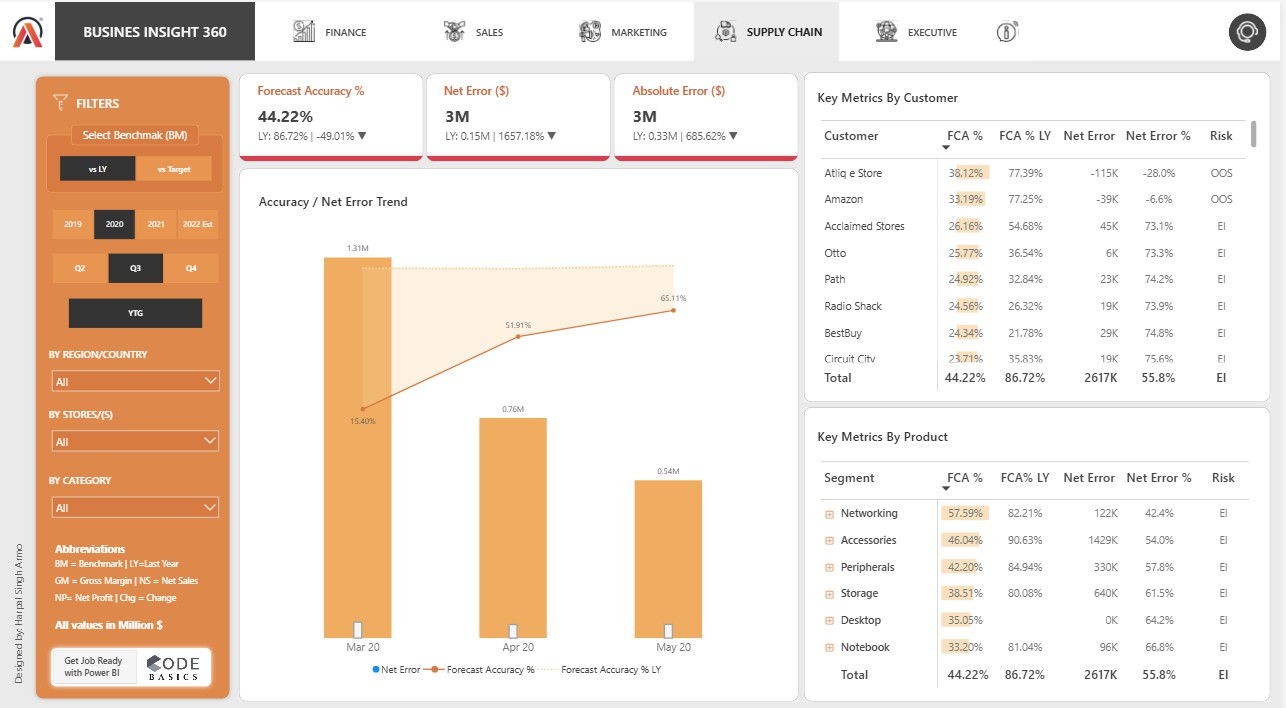 BUSINES INSIGHT 360
FINANCE
SALES
MARKETING
SUPPLY CHAIN
EXECUTIVE
FILTERS
Select Benchmak (BM)
vs LY
vs Target
2019
2020
2021
2022 Est
Q2
Q3
Q4
YTG
BY REGION/COUNTRY
All
BY STORES/(S)
All
BY CATEGORY
All
Abbreviations
BM = Benchmark | LY=Last Year
GM = Gross Margin | NS = Net Sales
NP= Net Profit | Chg = Change
All values in Million $
Get Job Ready
with Power BI
CODE
BASICS
Designed by: Harpal Singh Armo
Forecast Accuracy %
44.22%
LY: 86.72% | -49.01% ▼
Net Error ($)
3M
LY: 0.15M | 1657.18% ▼
Absolute Error ($)
3M
LY: 0.33M | 685.62% ▼
Accuracy / Net Error Trend
1.31M
65.11%
51.91%
15.40%
0.76M
0.54M
Mar 20 Apr 20 May 20
Net Error Forecast Accuracy % Forecast Accuracy % LY
Key Metrics By Customer
Customer FCA % FCA % LY Net Error Net Error % Risk
Atliq e Store 38.12% 77.39% -115K -28.0% OOS
Amazon 33.19% 77.25% -39K -6.6% OOS
Acclaimed Stores 26.16% 54.68% 45K 73.1% EI
Otto 25.77% 36.54% 6K 73.3% EI
Path 24.92% 32.84% 23K 74.2% EI
Radio Shack 24.56% 26.32% 19K 73.9% EI
BestBuy 24.34% 21.78% 29K 74.8% EI
Circuit City 23.71% 35.83% 19K 75.6% EI
Total 44.22% 86.72% 2617K 55.8% EI
Key Metrics By Product
Segment FCA % FCA% LY Net Error Net Error % Risk
Networking 57.59% 82.21% 122K 42.4% EI
Accessories 46.04% 90.63% 1429K 54.0% EI
Peripherals 42.20% 84.94% 330K 57.8% EI
Storage 38.51% 80.08% 640K 61.5% EI
Desktop 35.05% 0K 64.2% EI
Notebook 33.20% 81.04% 96K 66.8% EI
Total 44.22% 86.72% 2617K 55.8% EI